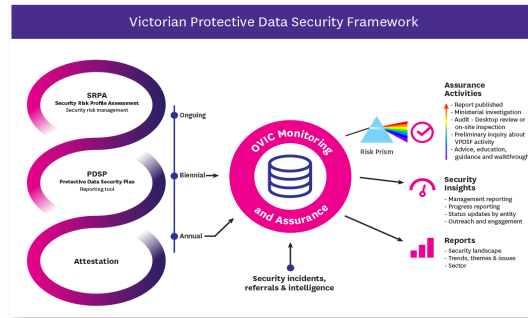 Victorian Protective Data Security Framework
SRPA
Security Risk Profile Assessment
Security risk management
PDSP
Protective Data Security Plan
Reporting tool
Attestation
Ongoing
Biennial
Annual
OVIC Monitoring
and Assurance
Security incidents,
referrals & intelligence
Risk Prism
Assurance
Activities
- Report published
- Ministerial investigation
- Audit - Desktop review or
on-site inspection
- Preliminary inquiry about
VPDSF activity
- Advice, education,
guidance and walkthrough
Security
Insights
- Management reporting
- Progress reporting
- Status updates by entity
- Outreach and engagement
Reports
- Security landscape
- Trends, themes & issues
- Sector